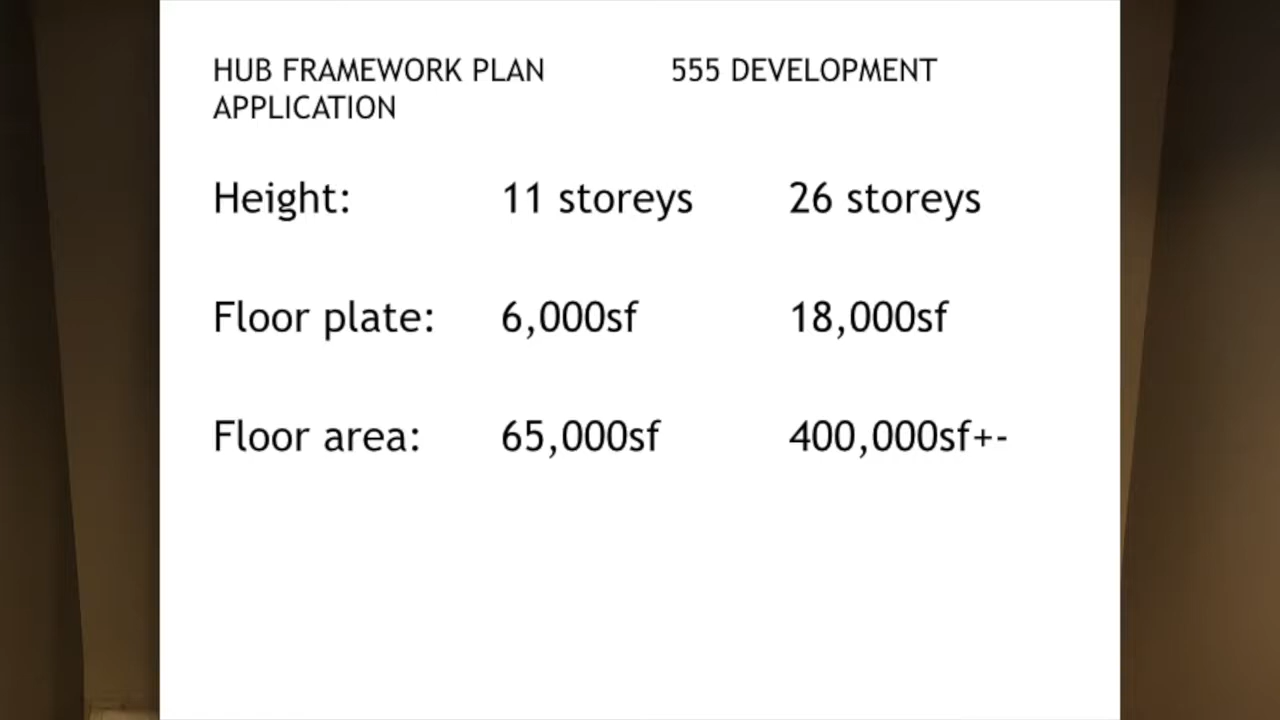 HUB FRAMEWORK PLAN 555 DEVELOPMENT
APPLICATION
Height: 11 storeys 26 storeys
Floor plate: 6,000sf 18,000sf
Floor area: 65,000sf 400,000sf+-